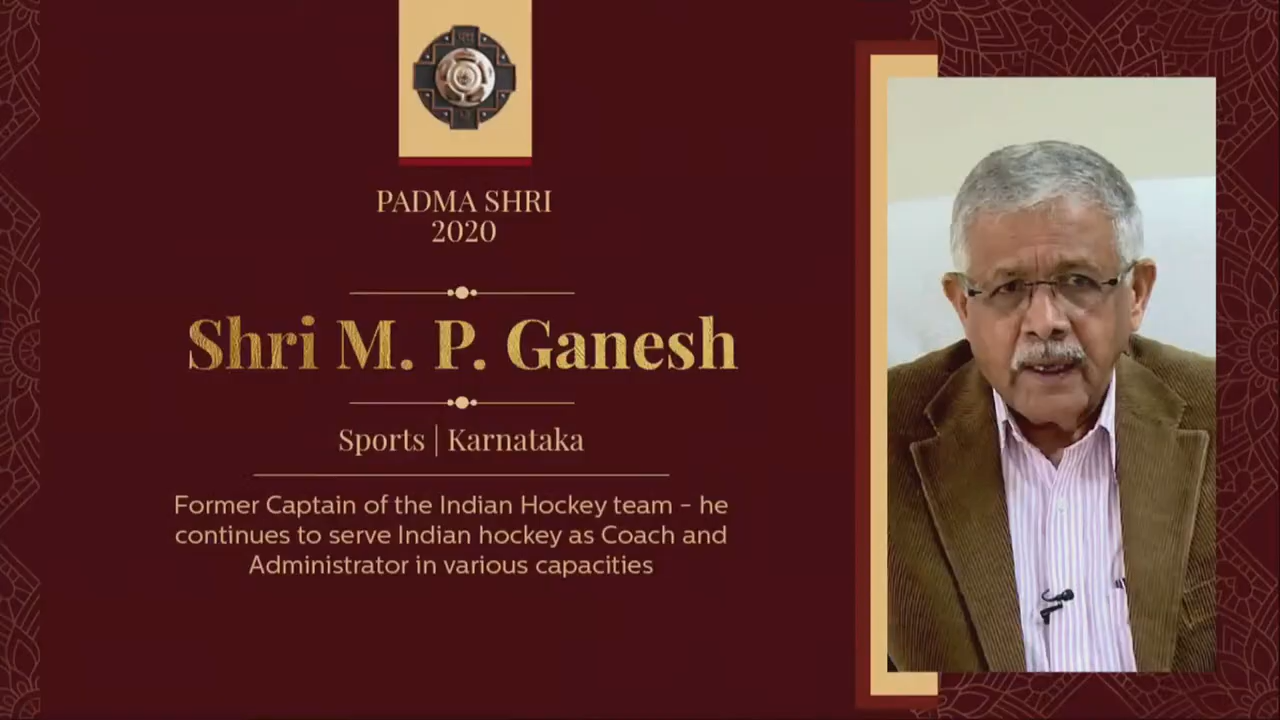 PADMA SHRI
2020
Shri M. P. Ganesh
Sports | Karnataka
Former Captain of the Indian Hockey team – he
continues to serve Indian hockey as Coach and
Administrator in various capacities